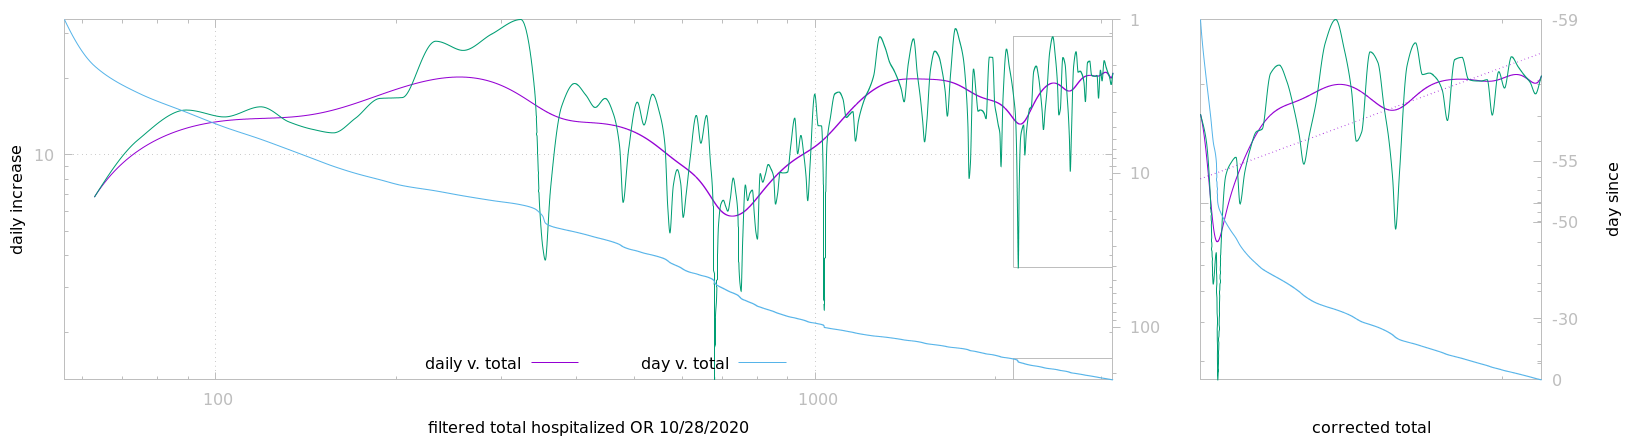 1
-59
10
10
-55
-50
100
-30
0
daily increase
daily v. total
day v. total
day since
100
1000
filtered total hospitalized OR 10/28/2020
corrected total